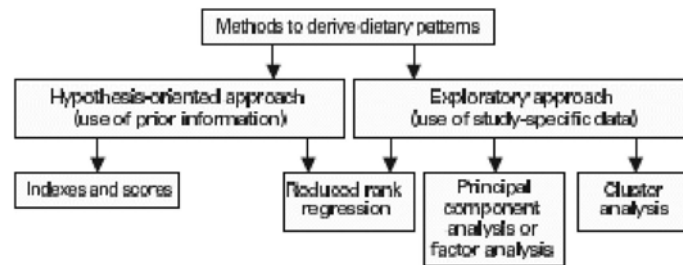 Methods to derive dietary patterns
Hypothesis-oriented approach
(use of prior information)
Exploratory approach
(use of study-specific data)
Indexes and scores
Reduced rank
regression
Principal
component
analysis or
factor analysis
Cluster
analysis